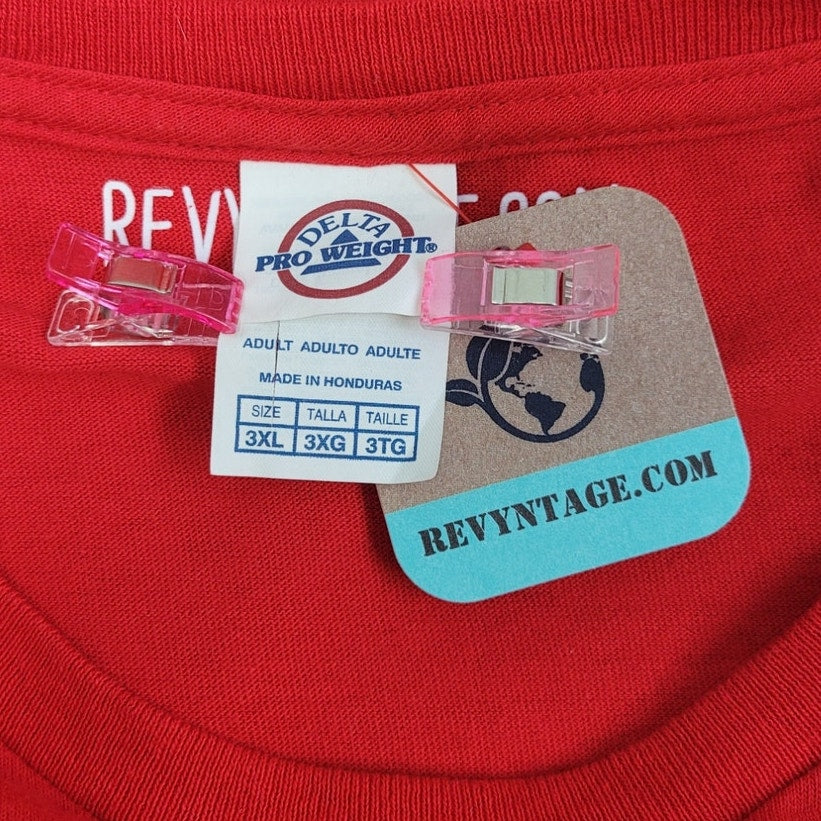 DELTA
PRO WEIGHT®
ADULT ADULTO ADULTE
MADE IN HONDURAS
SIZE TALLA TAILLE
3XL 3XG 3TG
REVYNTAGE.COM